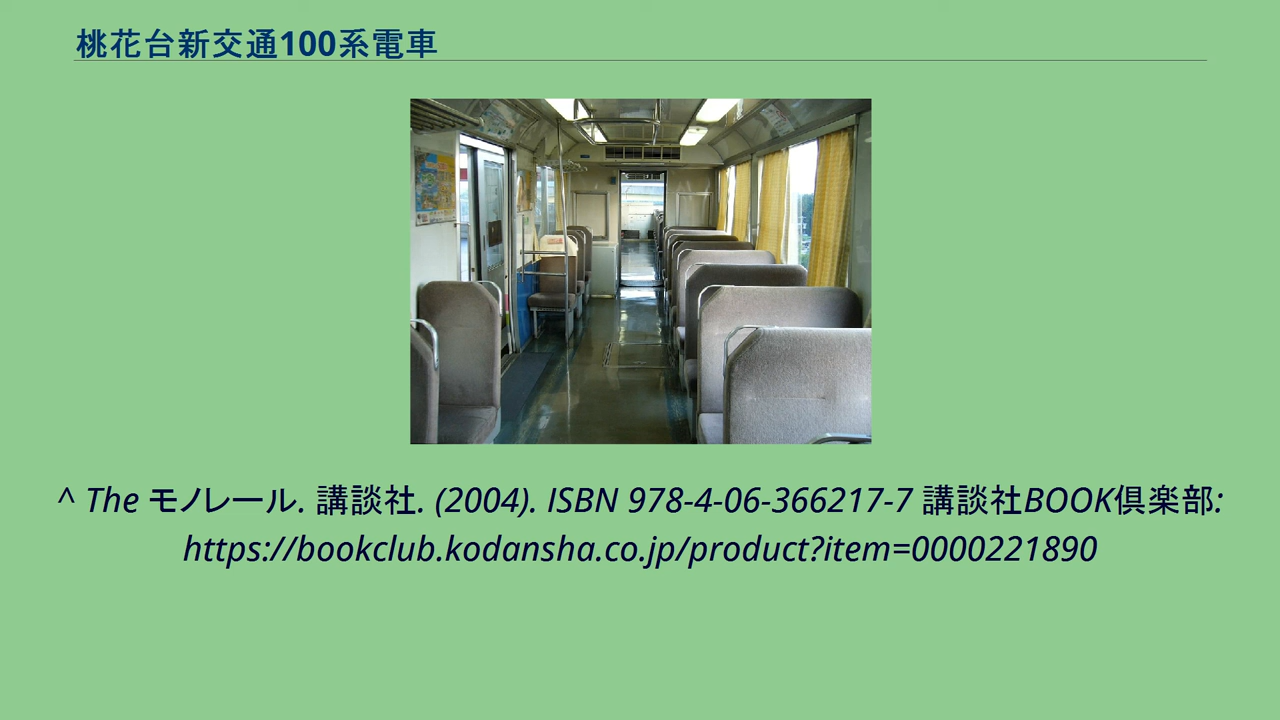 桃花台新交通100系電車
^ The モノレール. 講談社. (2004). ISBN 978-4-06-366217-7 講談社BOOK倶楽部:
https://bookclub.kodansha.co.jp/product?item=0000221890